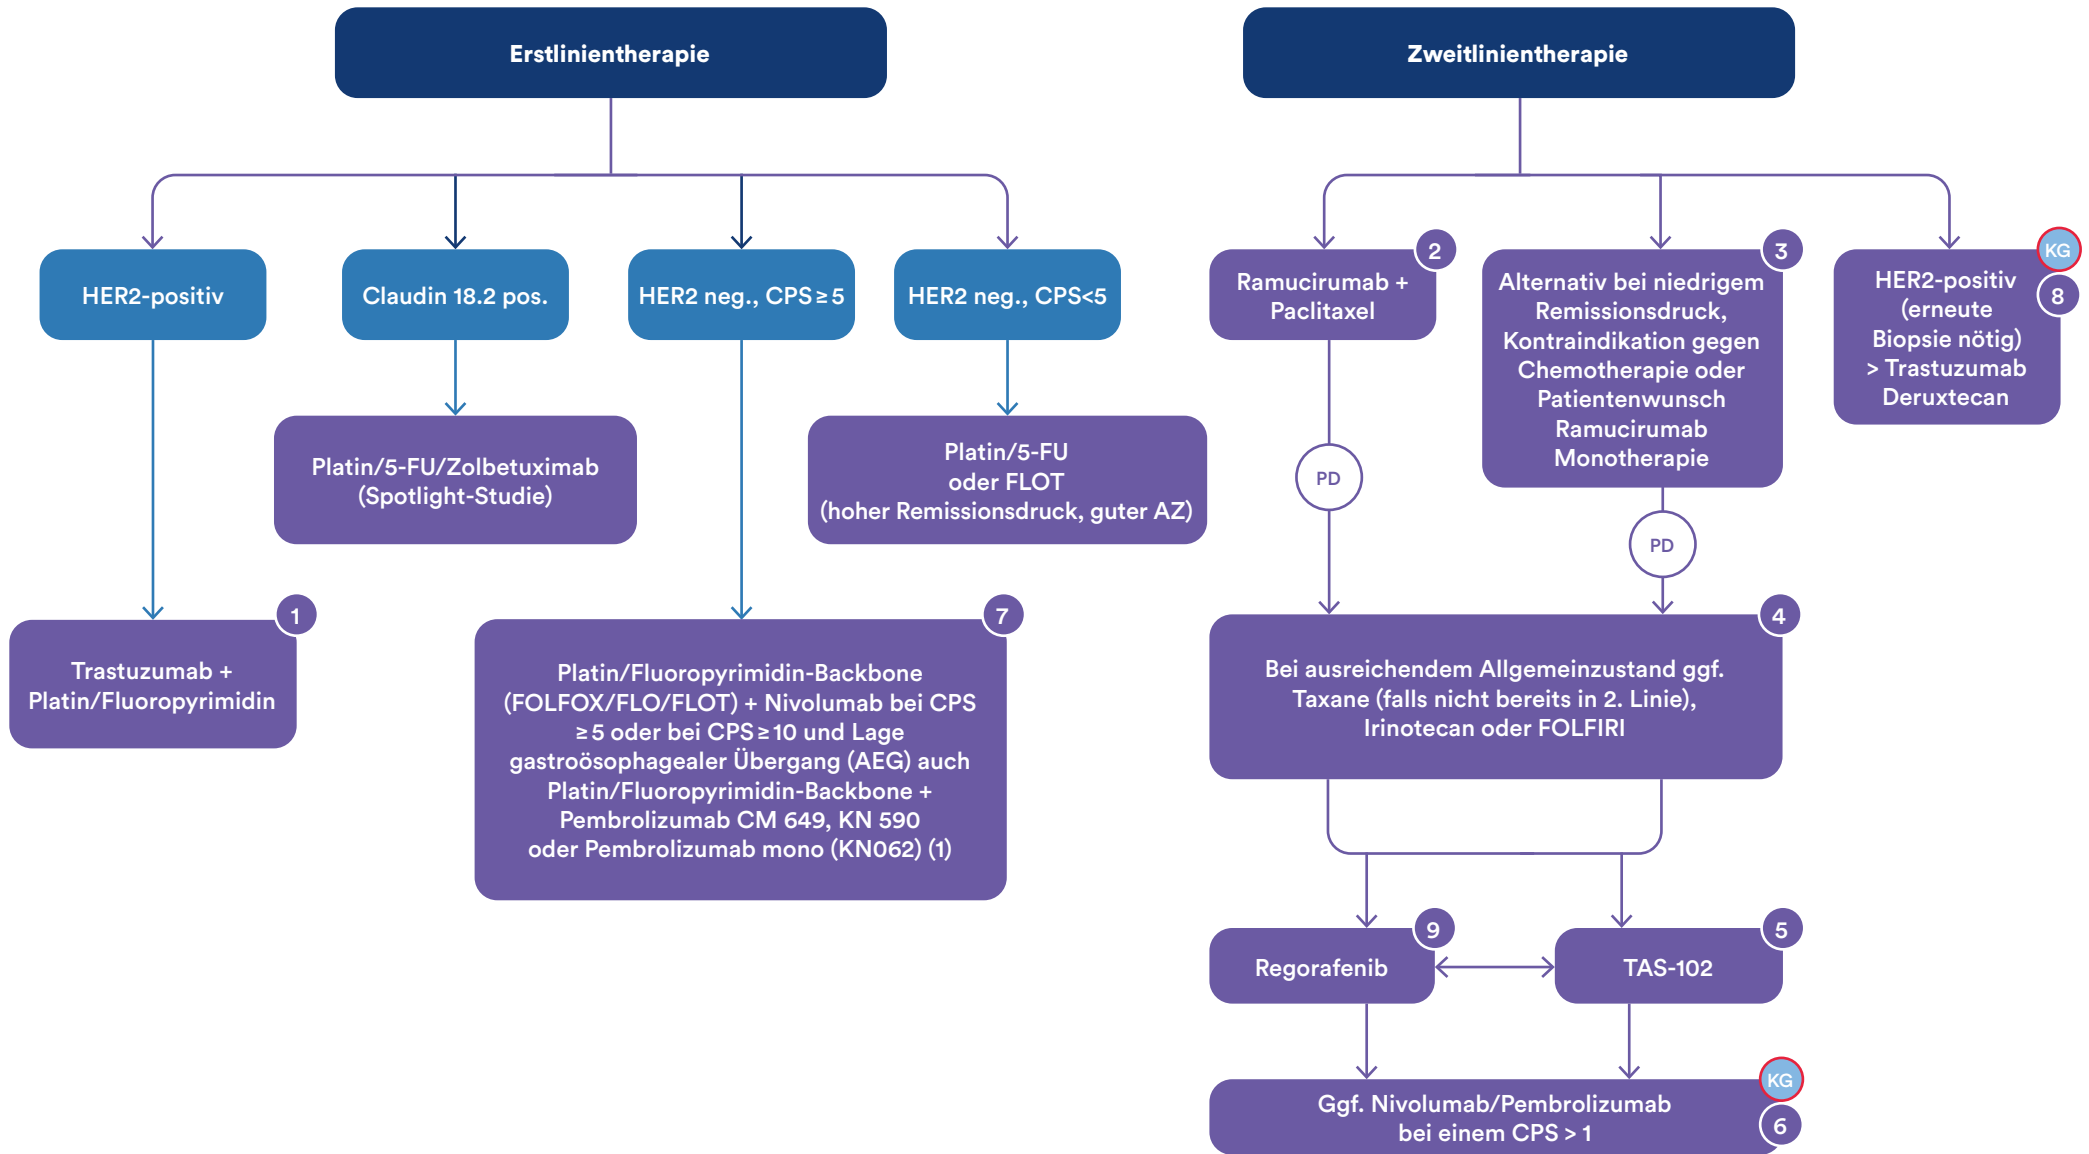 Erstlinientherapie
HER2-positiv
Claudin 18.2 pos.
HER2 neg., CPS ≥ 5
HER2 neg., CPS<5
Platin/5-FU/Zolbetuximab
(Spotlight-Studie)
Platin/5-FU
oder FLOT
(hoher Remissionsdruck, guter AZ)
1
Trastuzumab +
Platin/Fluoropyrimidin
7
Platin/Fluoropyrimidin-Backbone
(FOLFOX/FLO/FLOT) + Nivolumab bei CPS
≥ 5 oder bei CPS ≥ 10 und Lage
gastroösophagealer Übergang (AEG) auch
Platin/Fluoropyrimidin-Backbone +
Pembrolizumab CM 649, KN 590
oder Pembrolizumab mono (KN062) (1)
Zweitlinientherapie
2
Ramucirumab +
Paclitaxel
3
Alternativ bei niedrigem
Remissionsdruck,
Kontraindikation gegen
Chemotherapie oder
Patientenwunsch
Ramucirumab
Monotherapie
KG
8
HER2-positiv
(erneute
Biopsie nötig)
> Trastuzumab
Deruxtecan
PD
PD
4
Bei ausreichendem Allgemeinzustand ggf.
Taxane (falls nicht bereits in 2. Linie),
Irinotecan oder FOLFIRI
9
Regorafenib
5
TAS-102
KG
6
Ggf. Nivolumab/Pembrolizumab
bei einem CPS > 1